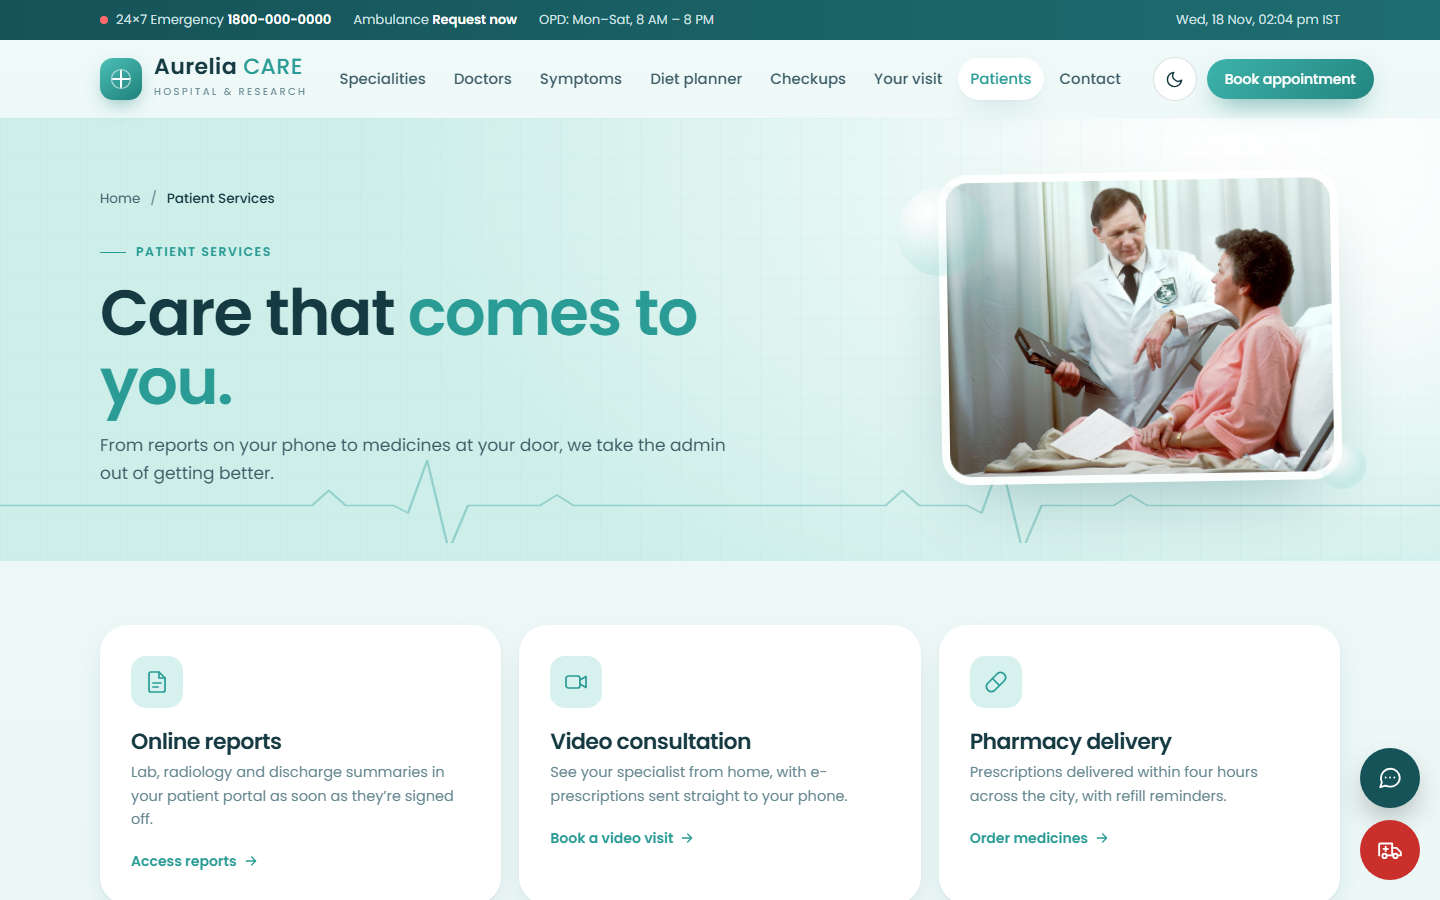 24×7 Emergency 1800-000-0000 Ambulance Request now OPD: Mon–Sat, 8 AM – 8 PM Wed, 18 Nov, 02:04 pm IST
Aurelia CARE
HOSPITAL & RESEARCH
Specialities Doctors Symptoms Diet planner Checkups Your visit Patients Contact Book appointment
Home / Patient Services
PATIENT SERVICES
Care that comes to
you.
From reports on your phone to medicines at your door, we take the admin
out of getting better.
Online reports
Lab, radiology and discharge summaries in
your patient portal as soon as they’re signed
off.
Access reports →
Video consultation
See your specialist from home, with e-
prescriptions sent straight to your phone.
Book a video visit →
Pharmacy delivery
Prescriptions delivered within four hours
across the city, with refill reminders.
Order medicines →